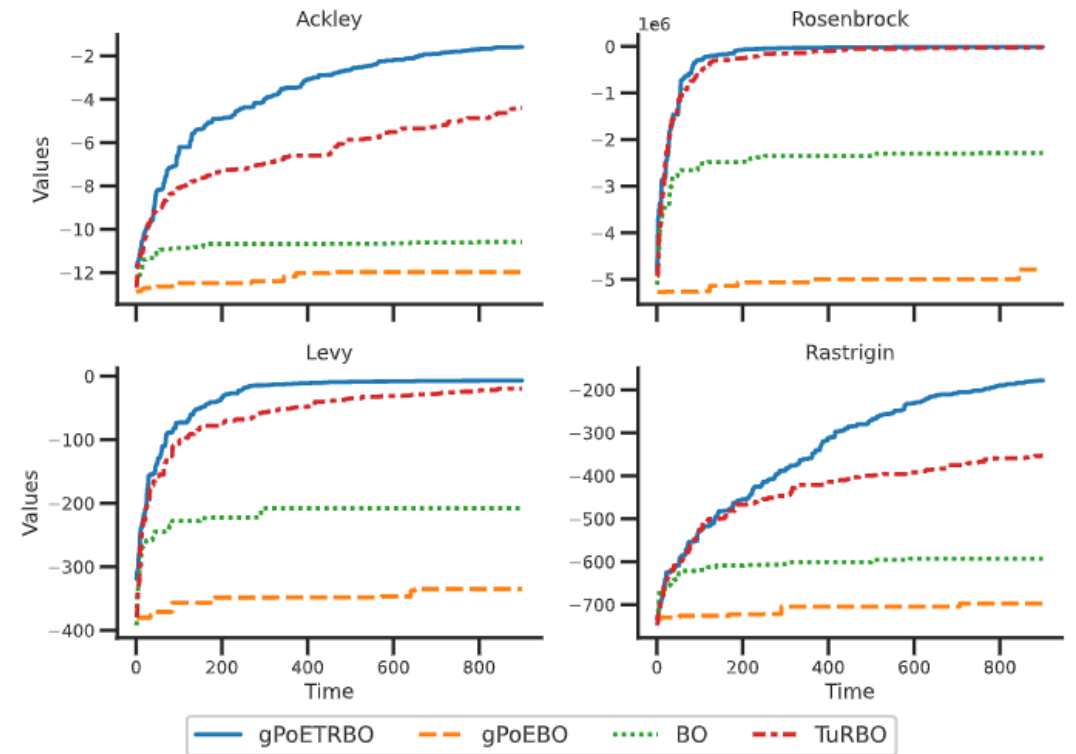 Ackley
Rosenbrock
1e6
−2
−4
−6
−8
−10
−12
Values
0
−1
−2
−3
−4
−5
Levy
Rastrigin
0
−100
−200
−300
−400
Values
0 200 400 600 800
Time
−200
−300
−400
−500
−600
−700
0 200 400 600 800
Time
gPoETRBO gPoEBO BO TuRBO